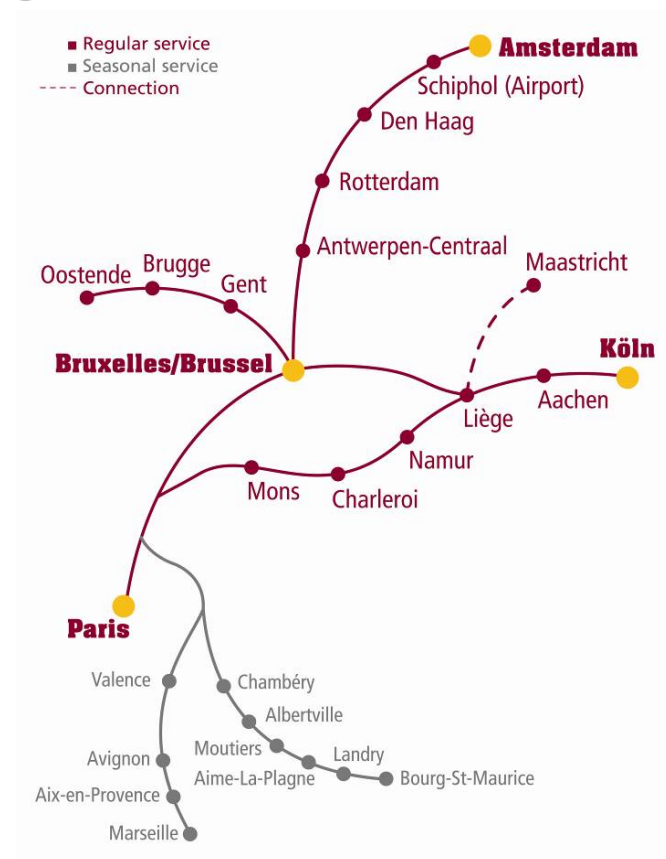 Regular service
Seasonal service
Connection
Amsterdam
Schiphol (Airport)
Den Haag
Rotterdam
Antwerpen-Centraal
Maastricht
Oostende
Brugge
Gent
Bruxelles/Brussel
Köln
Aachen
Liège
Namur
Mons
Charleroi
Paris
Valence
Chambéry
Albertville
Moutiers
Landry
Avignon
Aime-La-Plagne
Bourg-St-Maurice
Aix-en-Provence
Marseille